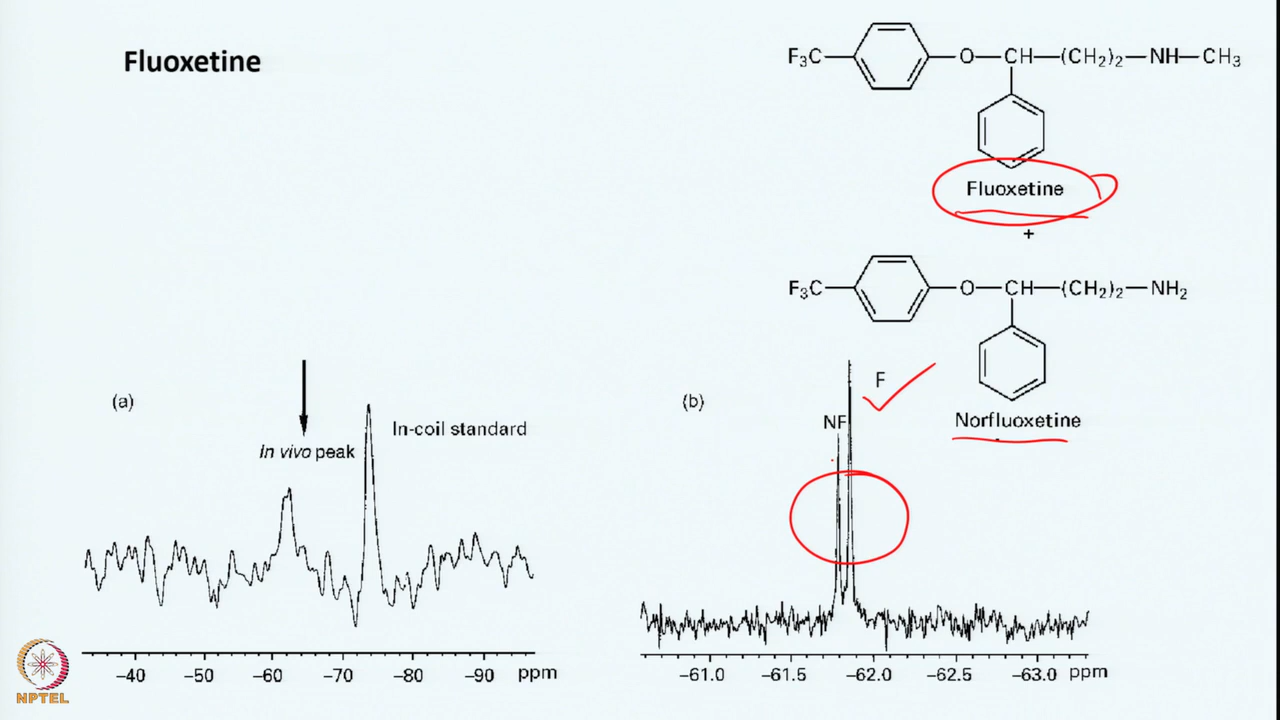 Fluoxetine
F₃C O CH (CH₂)₂ NH CH₃
Fluoxetine
+
F₃C O CH (CH₂)₂ NH₂
Norfluoxetine
(a)
In vivo peak
In-coil standard
−40 −50 −60 −70 −80 −90 ppm
(b)
F
NF
−61.0 −61.5 −62.0 −62.5 −63.0 ppm
NPTEL